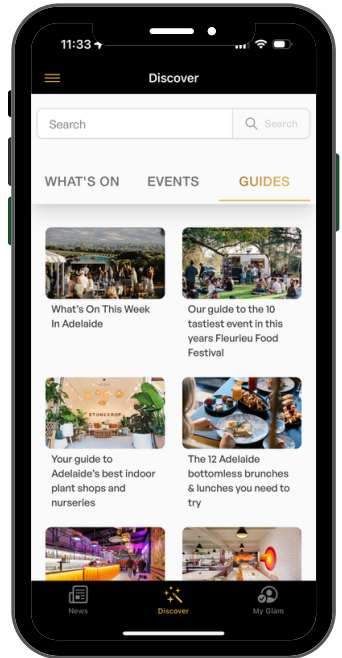 11:33
Discover
Search
Search
WHAT'S ON
EVENTS
GUIDES
What's On This Week
In Adelaide
Our guide to the 10
tastiest event in this
years Fleurieu Food
Festival
STONECROP
Your guide to
Adelaide's best indoor
plant shops and
nurseries
The 12 Adelaide
bottomless brunches
& lunches you need to
try
News
Discover
My Glam